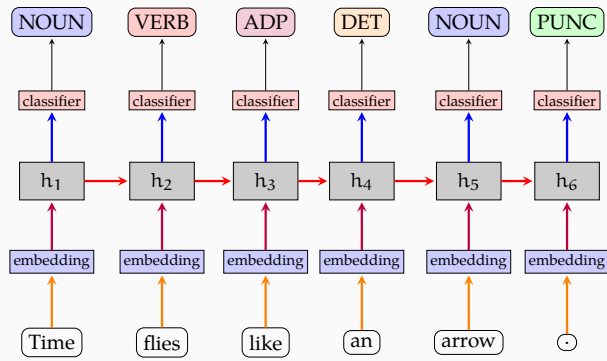 NOUN VERB ADP DET NOUN PUNC
classifier classifier classifier classifier classifier classifier
h₁ h₂ h₃ h₄ h₅ h₆
embedding embedding embedding embedding embedding embedding
Time flies like an arrow .